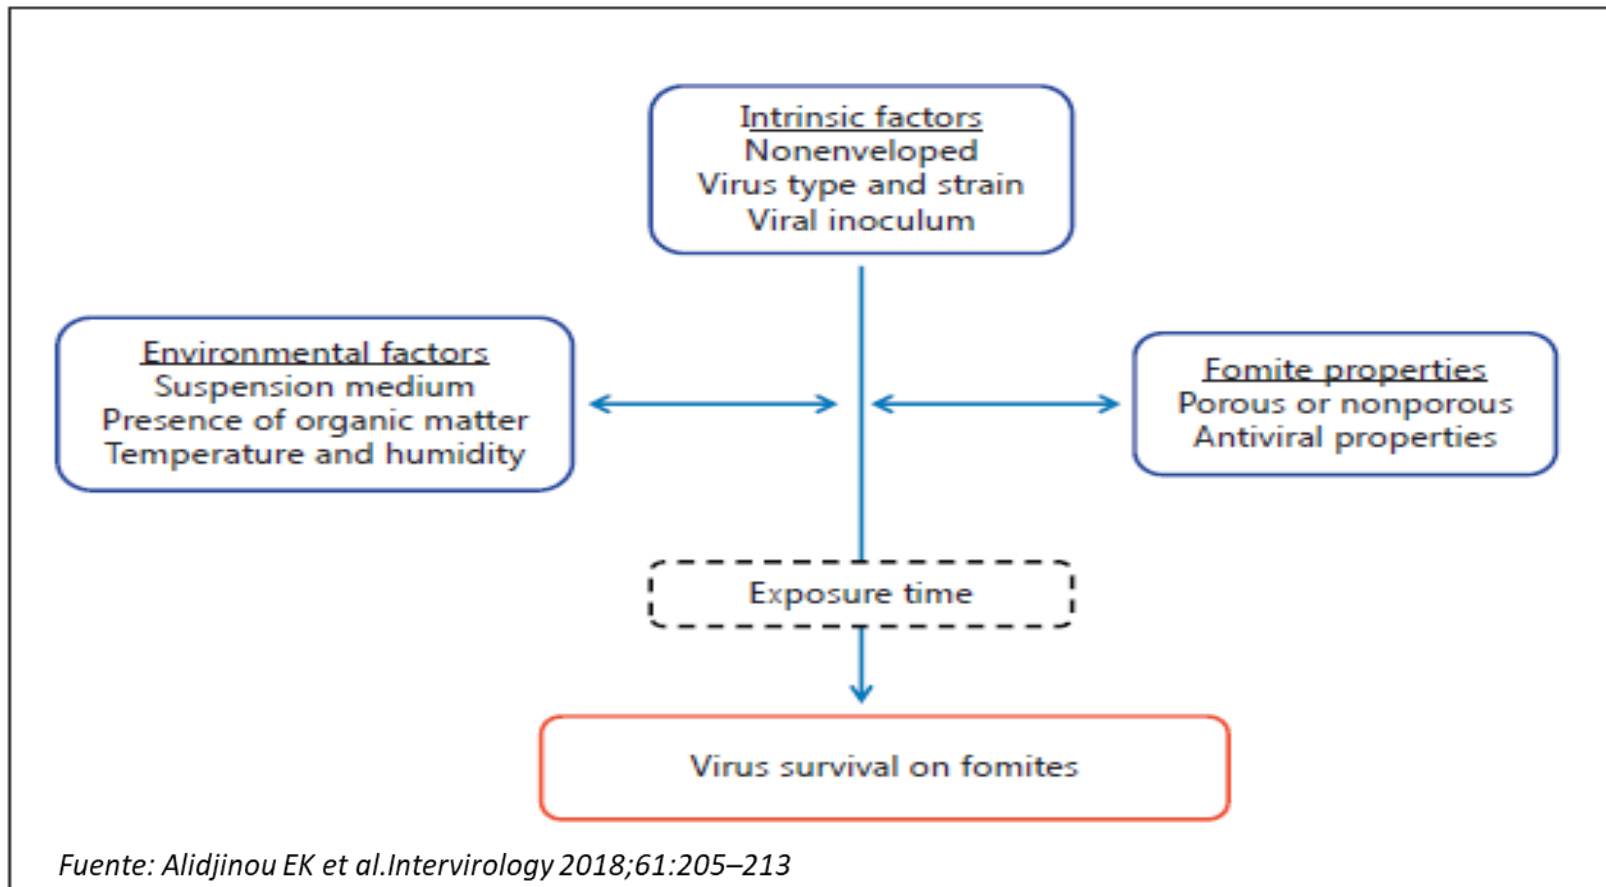 Intrinsic factors
Nonenveloped
Virus type and strain
Viral inoculum
Environmental factors
Suspension medium
Presence of organic matter
Temperature and humidity
Fomite properties
Porous or nonporous
Antiviral properties
Exposure time
Virus survival on fomites
Fuente: Alidjinou EK et al.Intervirology 2018;61:205–213